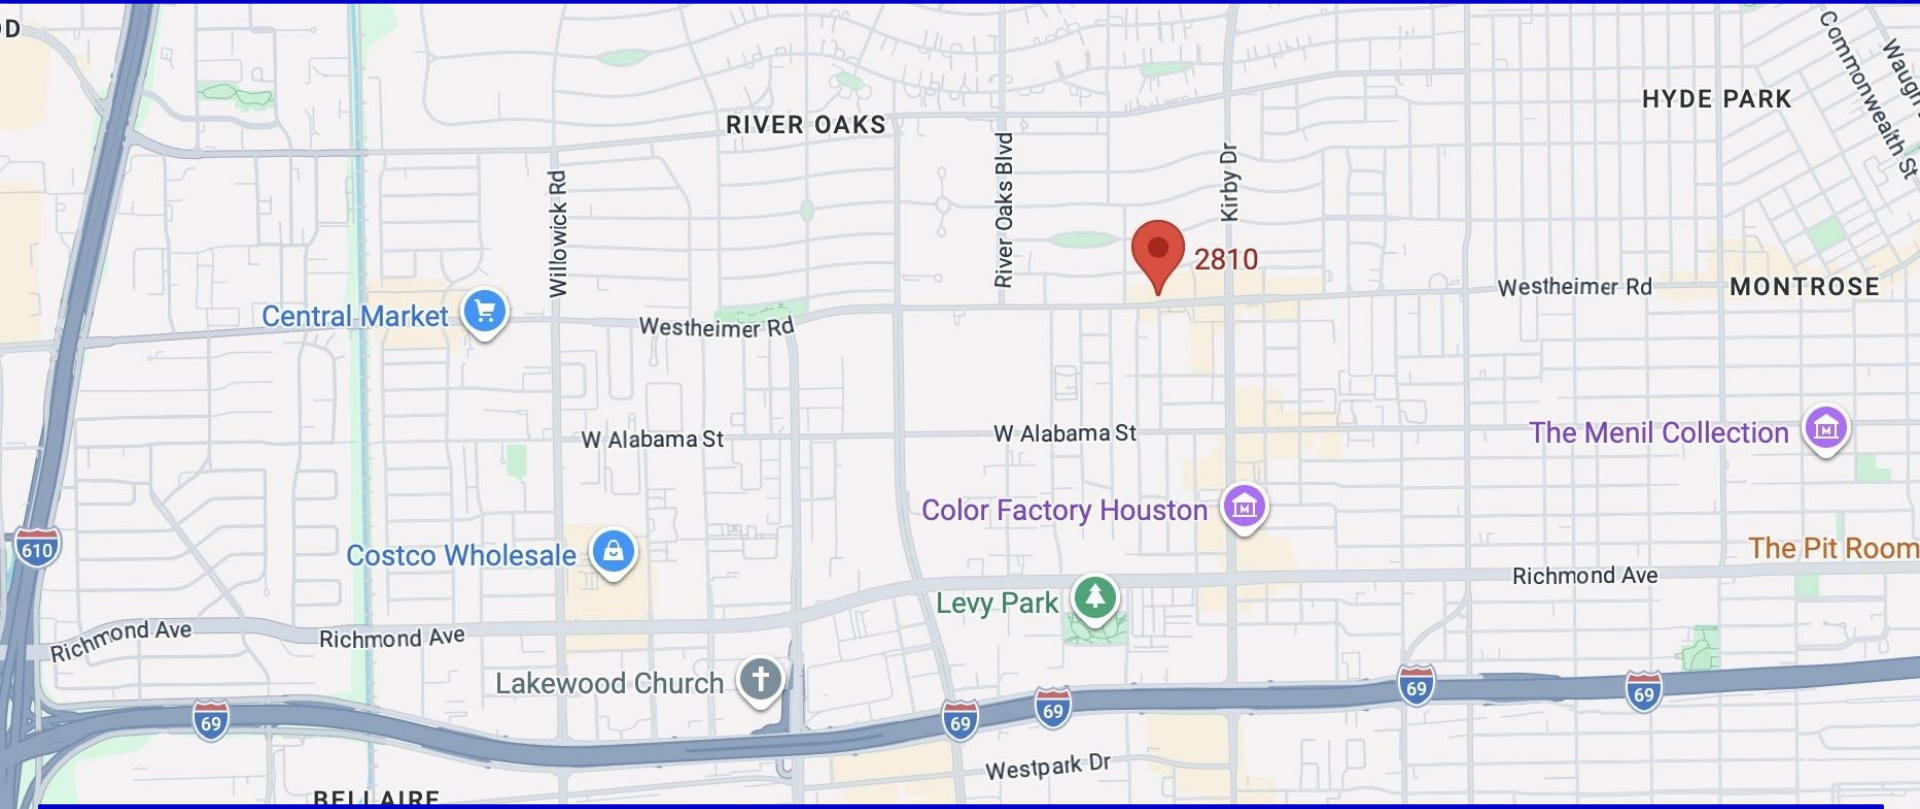 D
Commonwealth St
Waugh
HYDE PARK
RIVER OAKS
River Oaks Blvd
Kirby Dr
Willowick Rd
2810
Westheimer Rd
MONTROSE
Central Market
Westheimer Rd
W Alabama St
W Alabama St
The Menil Collection
Color Factory Houston
610
Costco Wholesale
The Pit Room
Richmond Ave
Levy Park
Richmond Ave
Richmond Ave
Lakewood Church
69
69
69
69
69
Westpark Dr
BELLAIRE